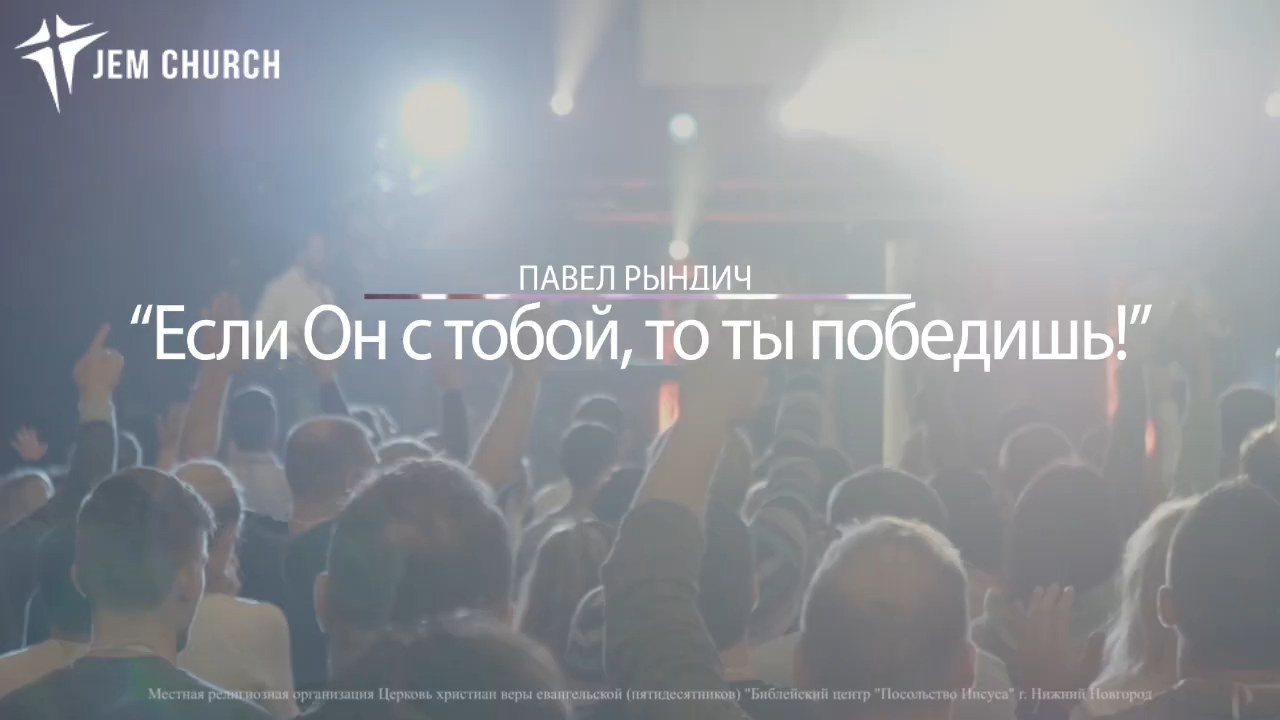 JEM CHURCH
ПАВЕЛ РЫНДИЧ
“Если Он с тобой, то ты победишь!”
Местная религиозная организация Церковь христиан веры евангельской (пятидесятников) "Библейский центр "Посольство Иисуса" г. Нижний Новгород